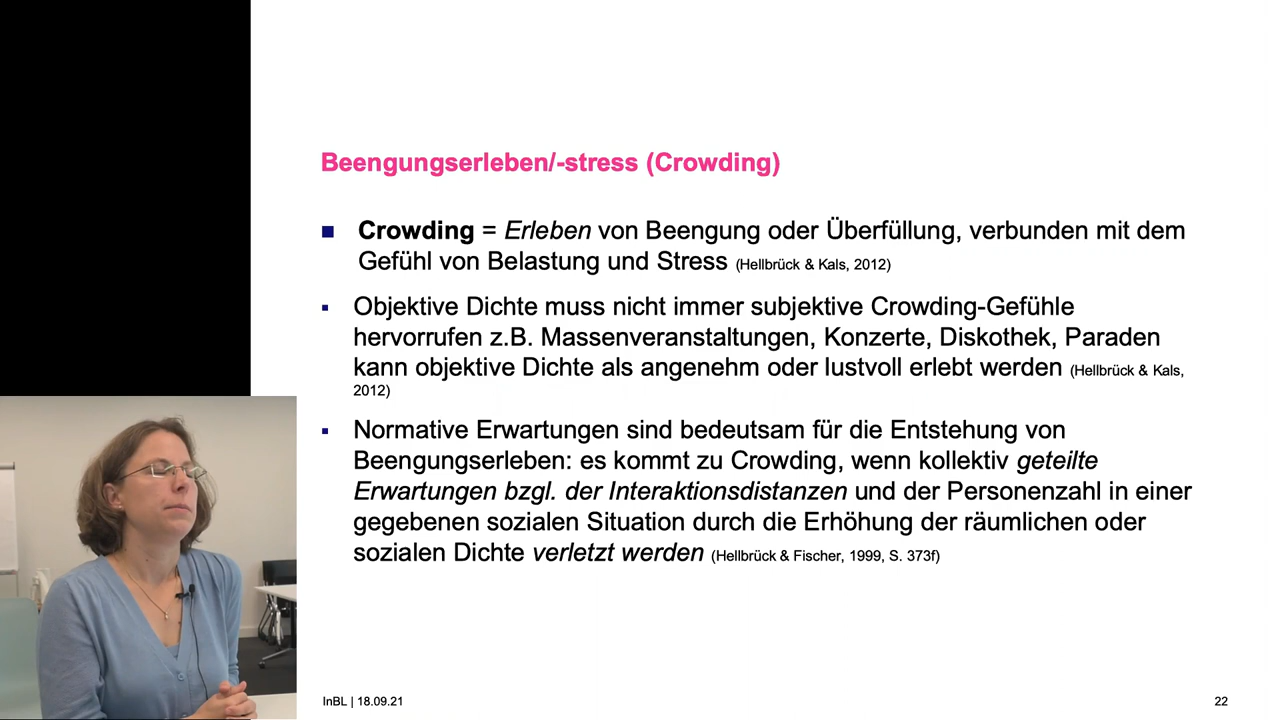 Beengungserleben/-stress (Crowding)
Crowding = Erleben von Beengung oder Überfüllung, verbunden mit dem
Gefühl von Belastung und Stress (Hellbrück & Kals, 2012)
Objektive Dichte muss nicht immer subjektive Crowding-Gefühle
hervorrufen z.B. Massenveranstaltungen, Konzerte, Diskothek, Paraden
kann objektive Dichte als angenehm oder lustvoll erlebt werden (Hellbrück & Kals,
2012)
Normative Erwartungen sind bedeutsam für die Entstehung von
Beengungserleben: es kommt zu Crowding, wenn kollektiv geteilte
Erwartungen bzgl. der Interaktionsdistanzen und der Personenzahl in einer
gegebenen sozialen Situation durch die Erhöhung der räumlichen oder
sozialen Dichte verletzt werden (Hellbrück & Fischer, 1999, S. 373f)
InBL | 18.09.21
22